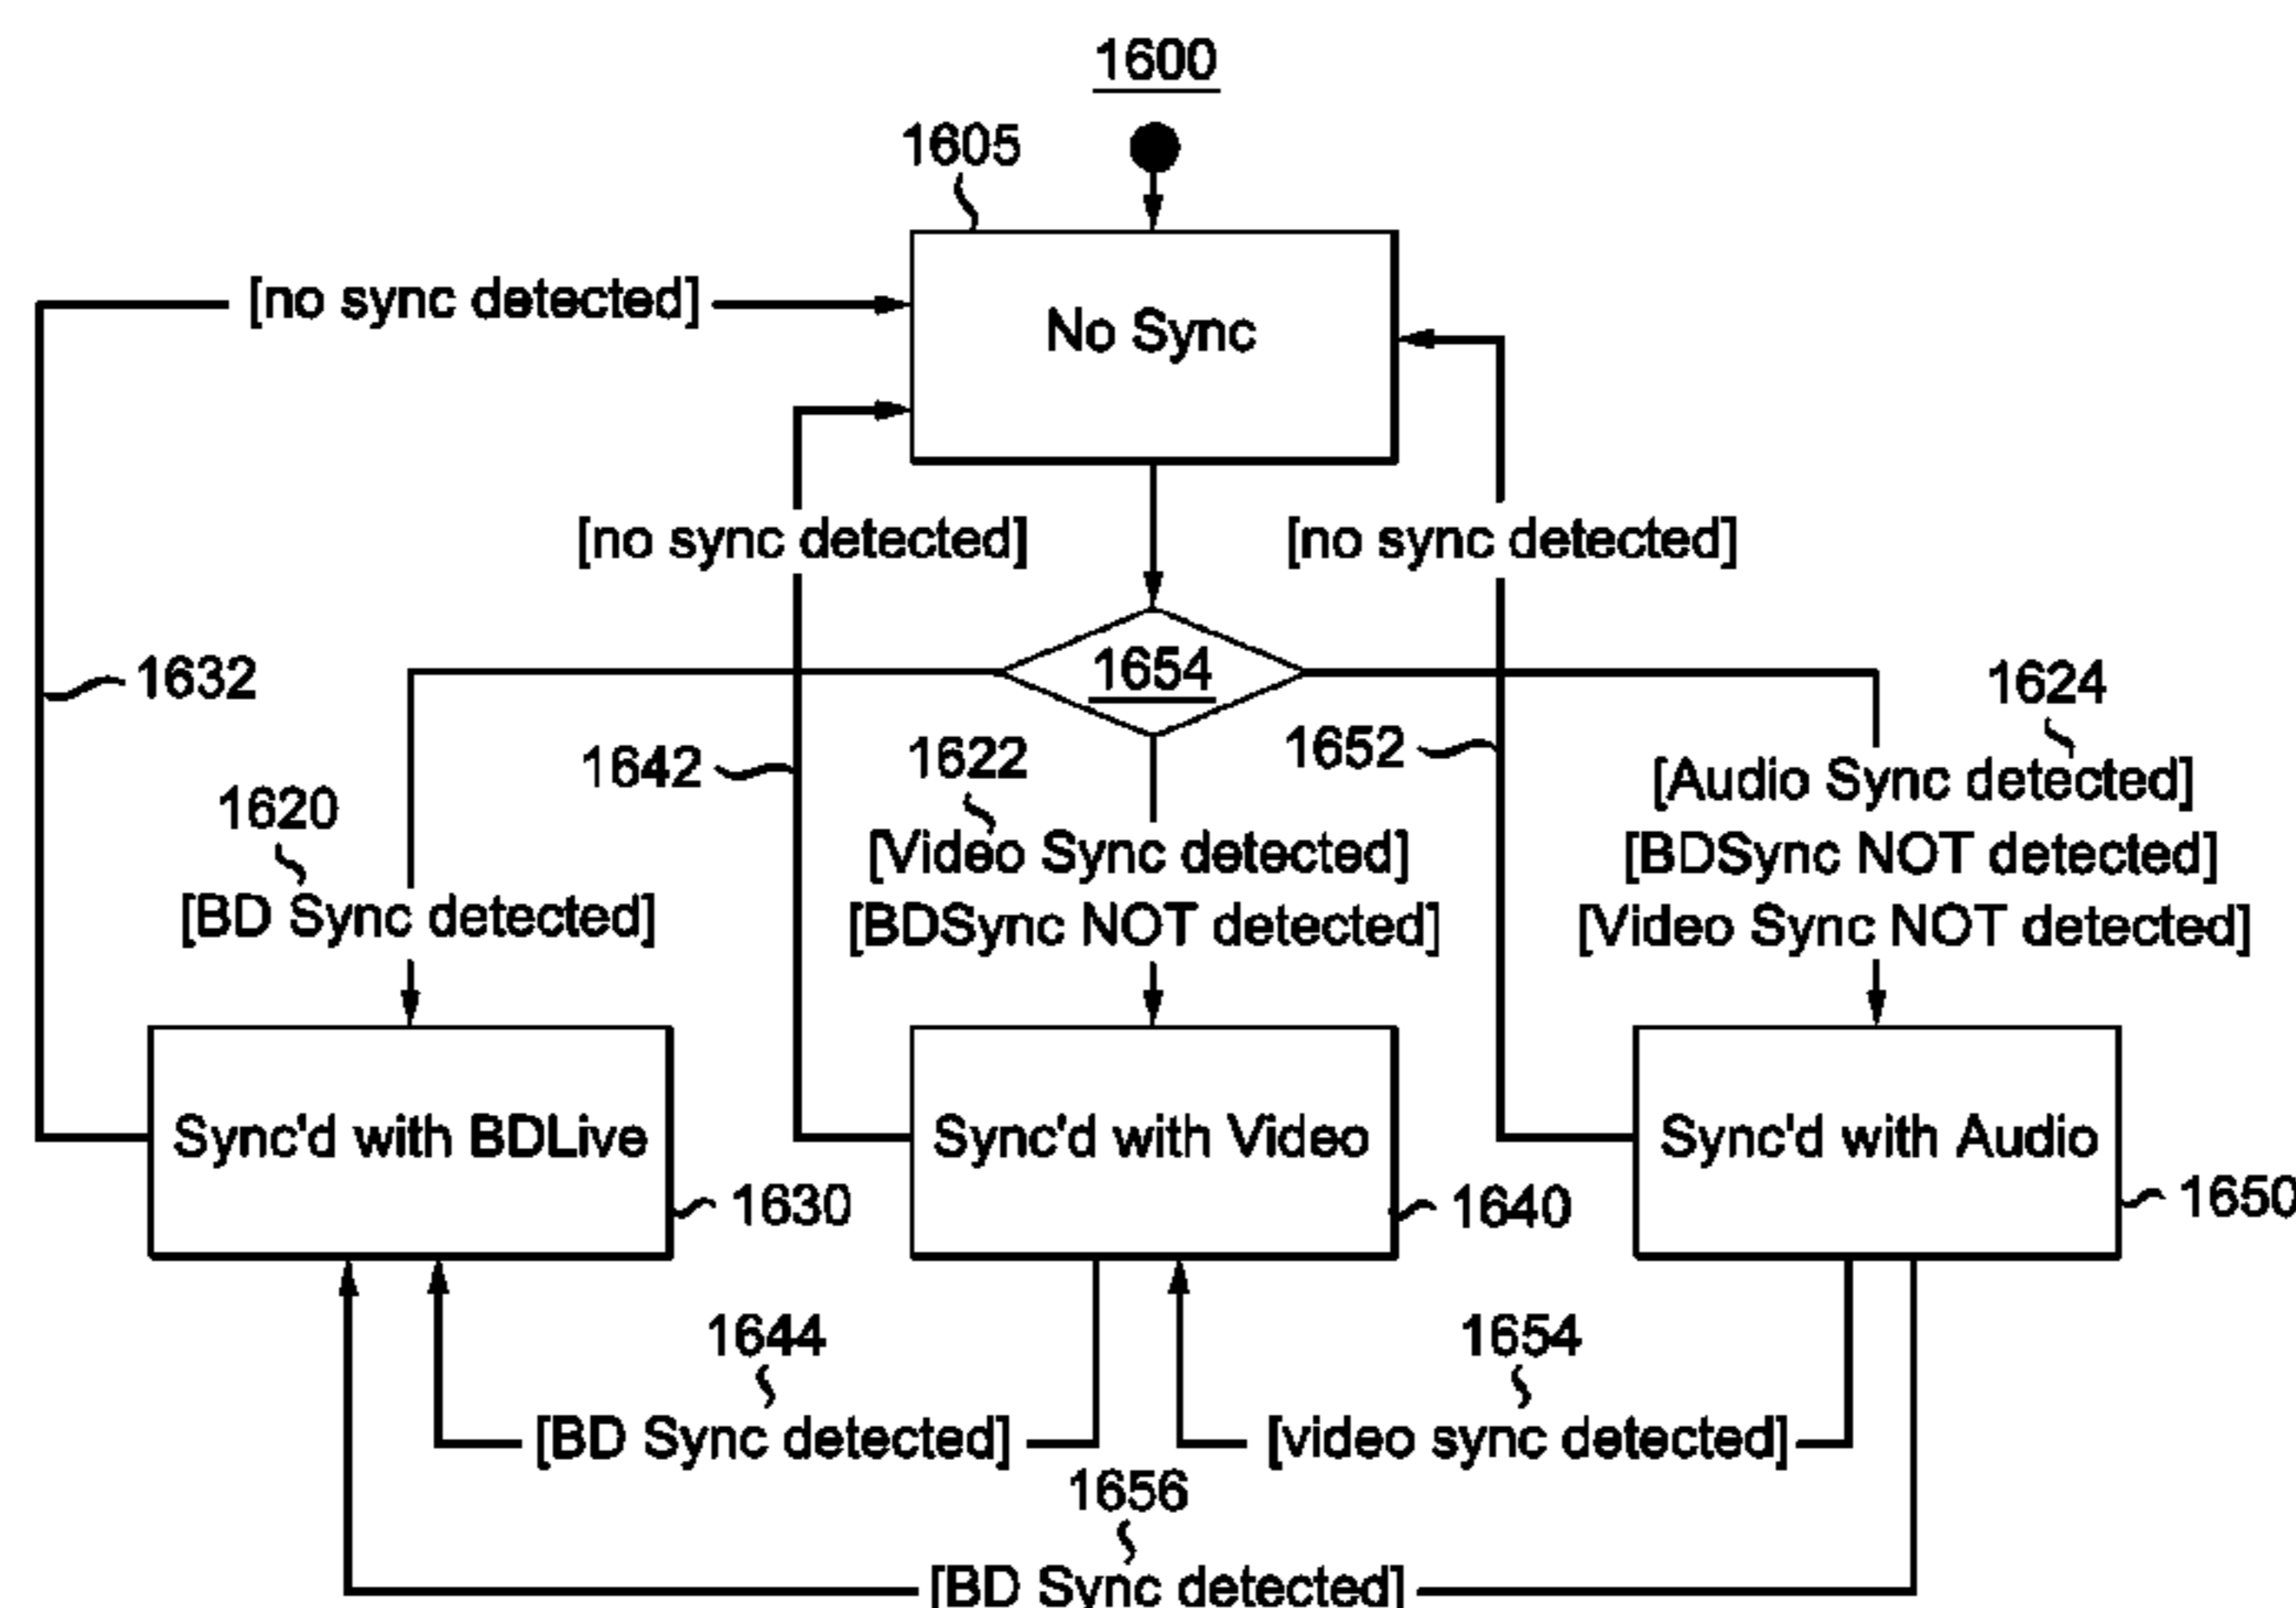 1600
1605
[no sync detected]
No Sync
[no sync detected]
[no sync detected]
1632
1654
1624
1642
1622
1652
[Audio Sync detected]
1620
[Video Sync detected]
[BDSync NOT detected]
[BD Sync detected]
[BDSync NOT detected]
[Video Sync NOT detected]
Sync'd with BDLive
Sync'd with Video
Sync'd with Audio
1630
1640
1650
1644
1654
[BD Sync detected]
[video sync detected]
1656
[BD Sync detected]